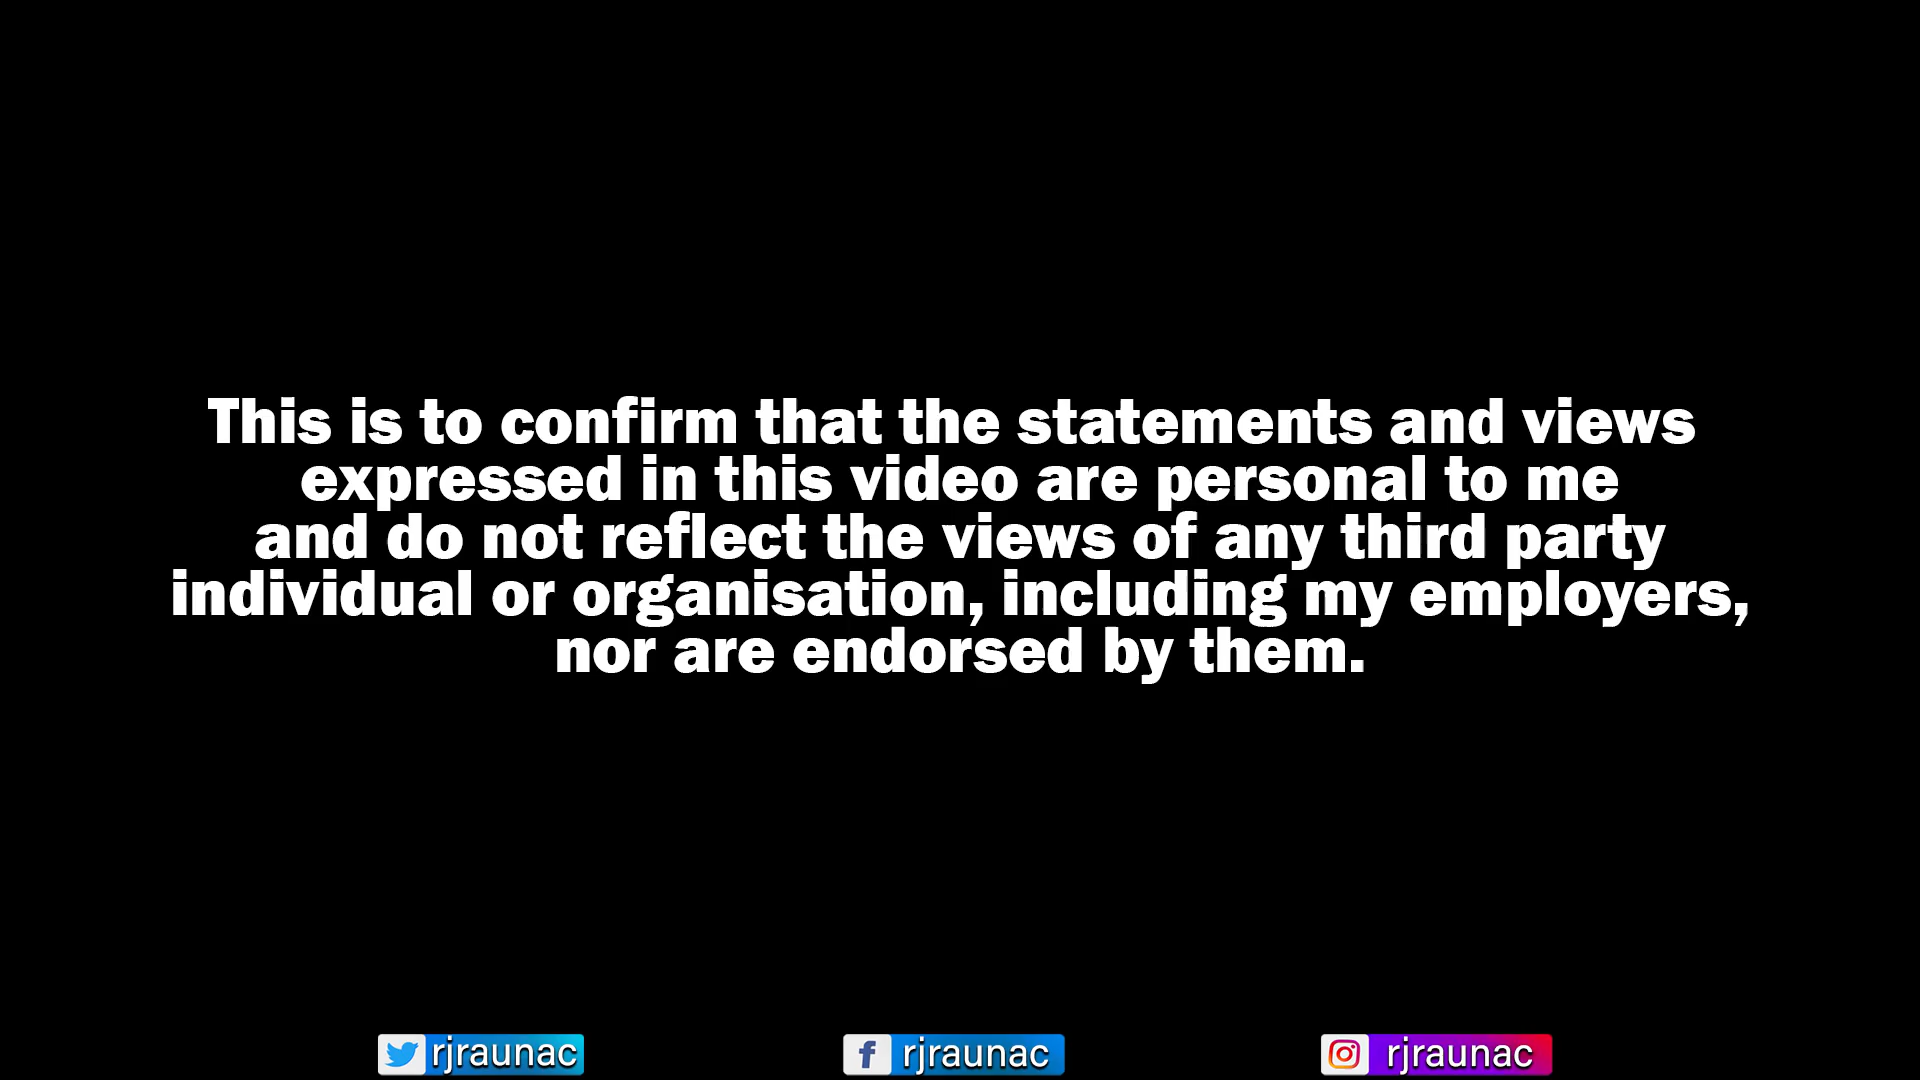 This is to confirm that the statements and views
expressed in this video are personal to me
and do not reflect the views of any third party
individual or organisation, including my employers,
nor are endorsed by them.
rjraunac
rjraunac
rjraunac